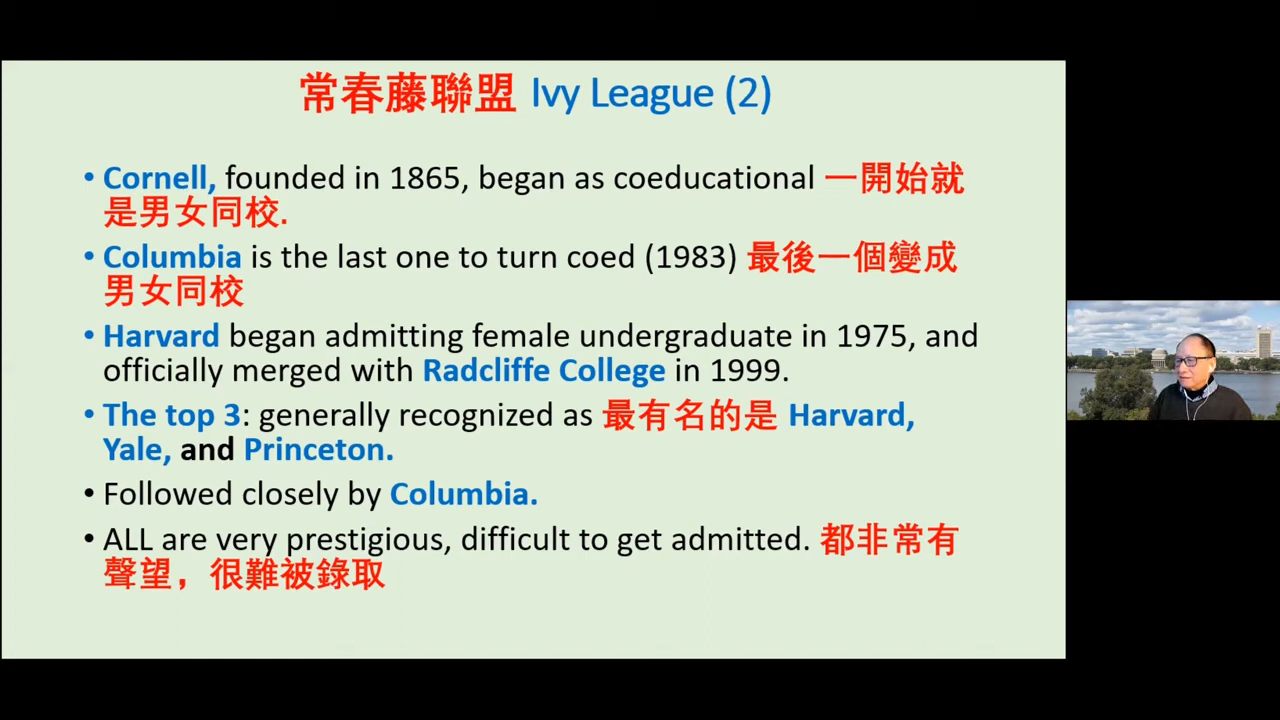 常春藤聯盟 Ivy League (2)
• Cornell, founded in 1865, began as coeducational 一開始就
是男女同校.
• Columbia is the last one to turn coed (1983) 最後一個變成
男女同校
• Harvard began admitting female undergraduate in 1975, and
officially merged with Radcliffe College in 1999.
• The top 3: generally recognized as 最有名的是 Harvard,
Yale, and Princeton.
• Followed closely by Columbia.
• ALL are very prestigious, difficult to get admitted. 都非常有
聲望，很難被錄取